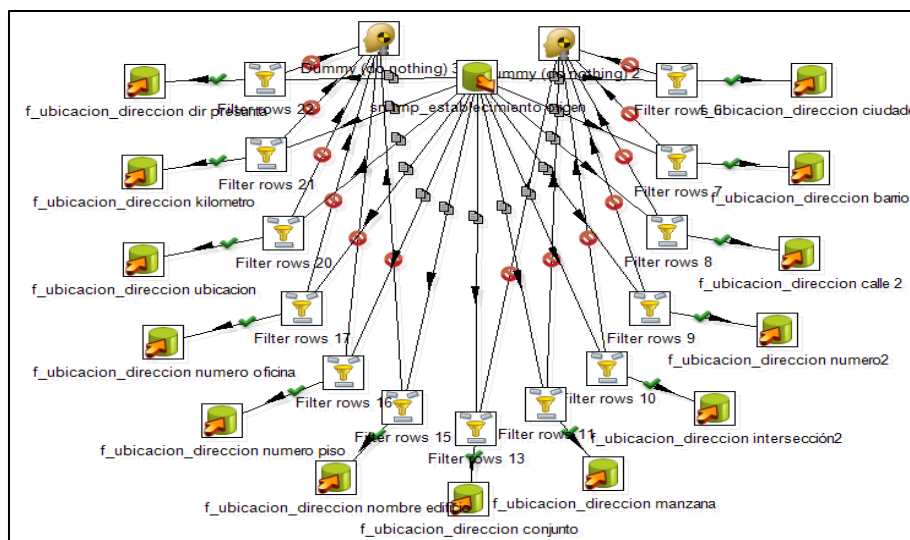 Dummy (do nothing) 3
Dummy (do nothing) 2
Filter rows 22
f_ubicacion_direccion dir presunta
Filter rows 6
f_ubicacion_direccion ciudade
Filter rows 21
f_ubicacion_direccion kilometro
Filter rows 7
f_ubicacion_direccion barrio
Filter rows 20
f_ubicacion_direccion ubicacion
Filter rows 8
f_ubicacion_direccion calle 2
Filter rows 17
f_ubicacion_direccion numero oficina
Filter rows 9
f_ubicacion_direccion numero2
Filter rows 16
f_ubicacion_direccion numero piso
Filter rows 10
f_ubicacion_direccion intersección2
Filter rows 15
f_ubicacion_direccion nombre edificio
Filter rows 11
f_ubicacion_direccion manzana
Filter rows 13
f_ubicacion_direccion conjunto